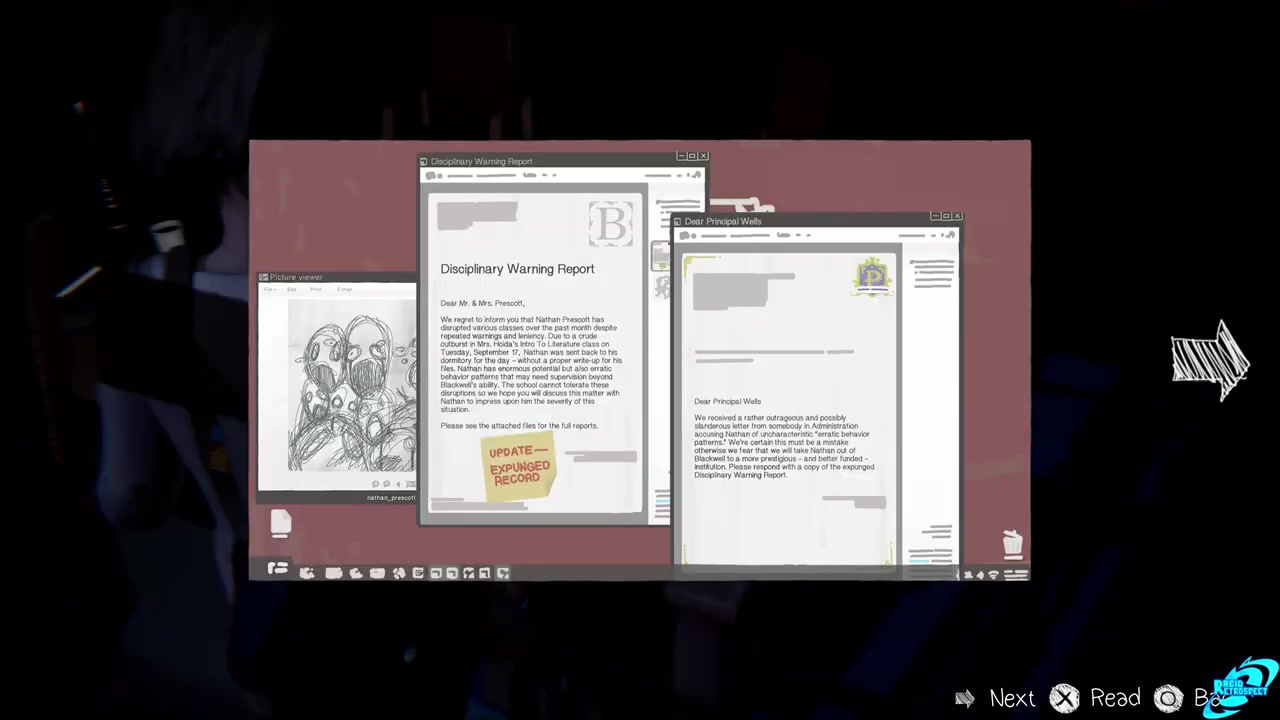 Disciplinary Warning Report
Dear Principal Wells
Picture viewer
File Edit Print E-mail
B
Disciplinary Warning Report
Dear Mr. & Mrs. Prescott,
We regret to inform you that Nathan Prescott has
disrupted various classes over the past month despite
repeated warnings and leniency. Due to a crude
outburst in Mrs. Hoida's Intro To Literature class on
Tuesday, September 17, Nathan was sent back to his
dormitory for the day - without a proper write-up for his
files. Nathan has enormous potential but also erratic
behavior patterns that may need supervision beyond
Blackwell's ability. The school cannot tolerate these
disruptions so we hope you will discuss this matter with
Nathan to impress upon him the severity of this
situation.
Please see the attached files for the full reports.
UPDATE—
EXPUNGED
RECORD
nathan_prescott
P
Dear Principal Wells
We received a rather outrageous and possibly
slanderous letter from somebody in Administration
accusing Nathan of uncharacteristic "erratic behavior
patterns." We're certain this must be a mistake
otherwise we fear that we will take Nathan out of
Blackwell to a more prestigious - and better funded -
institution. Please respond with a copy of the expunged
Disciplinary Warning Report.
Next X Read O Ba
RAPID
RETROSPECT